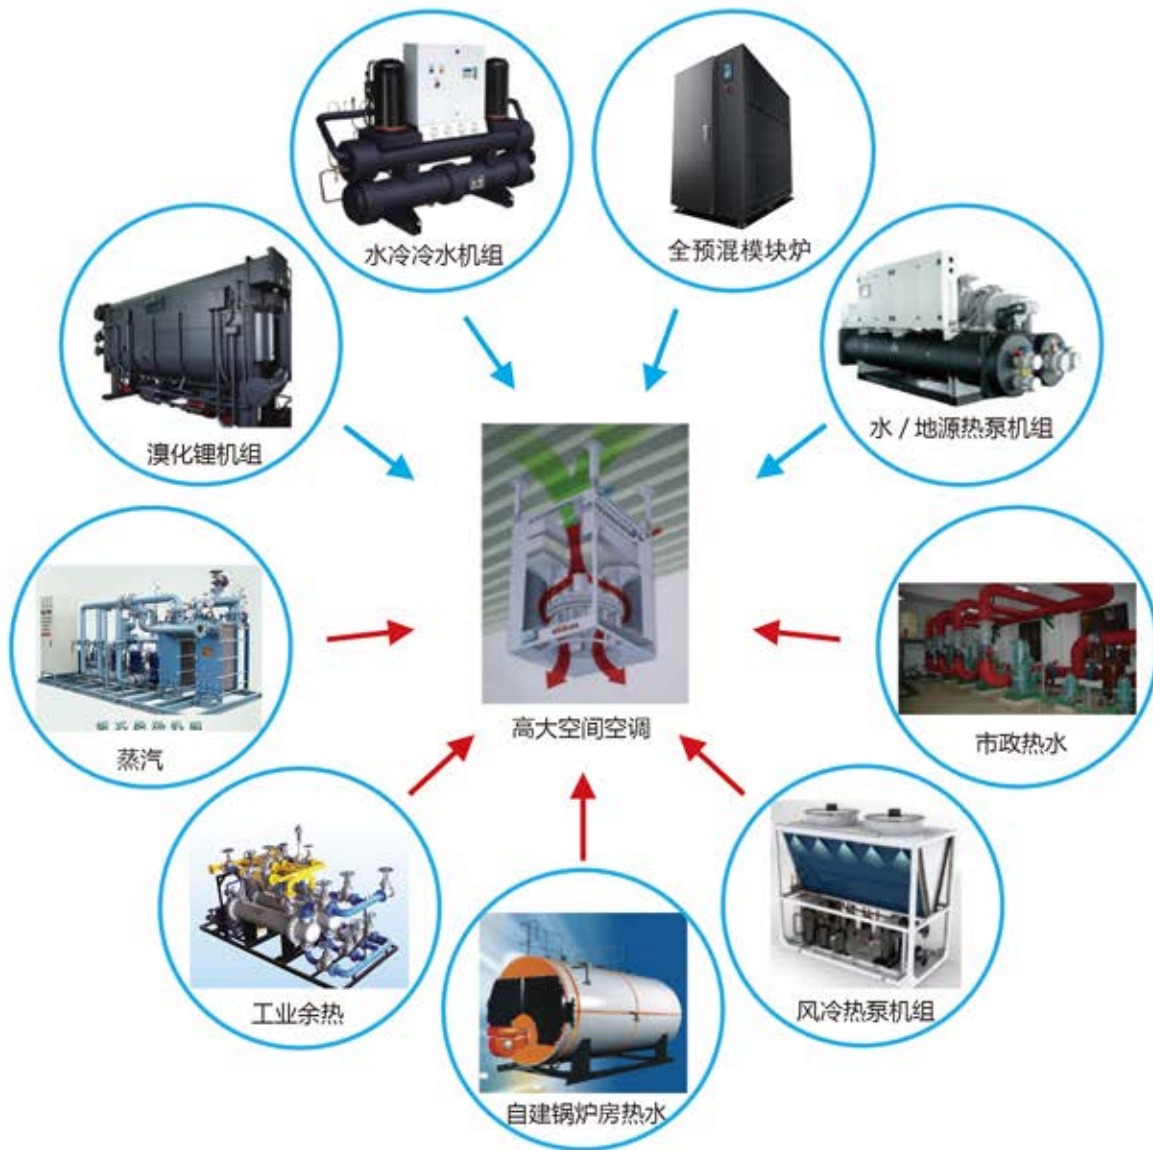 水冷冷水机组
全预混模块炉
溴化锂机组
水 / 地源热泵机组
蒸汽
高大空间空调
市政热水
工业余热
风冷热泵机组
自建锅炉房热水